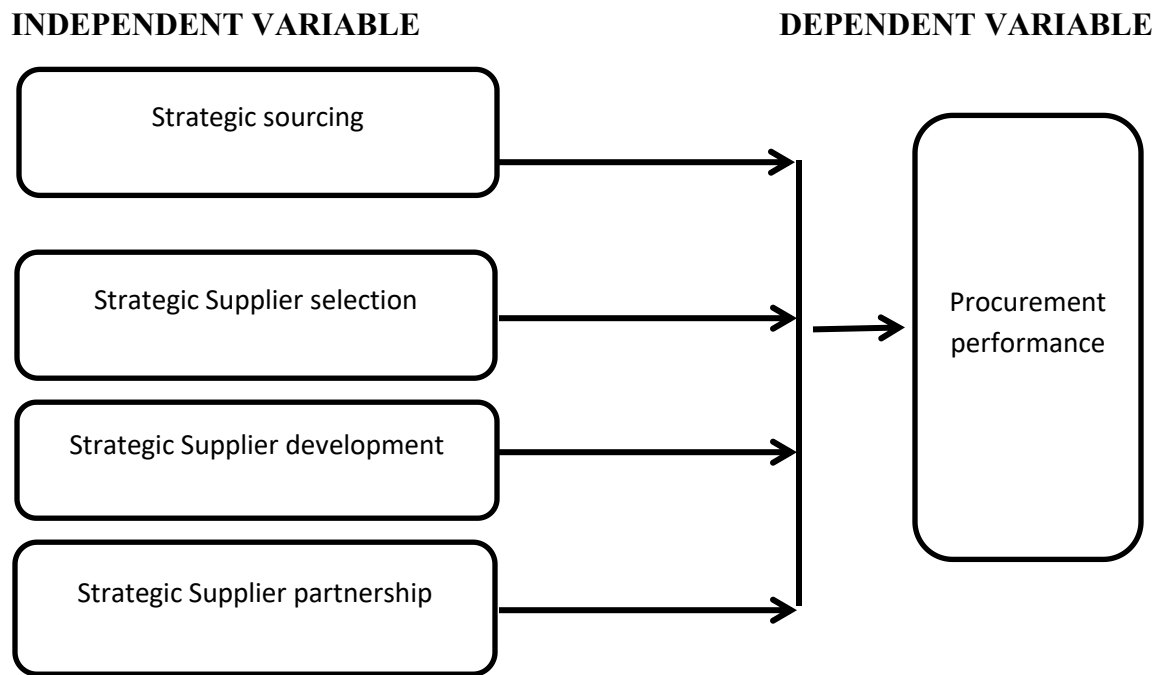 INDEPENDENT VARIABLE
DEPENDENT VARIABLE
Strategic sourcing
Strategic Supplier selection
Strategic Supplier development
Strategic Supplier partnership
Procurement
performance